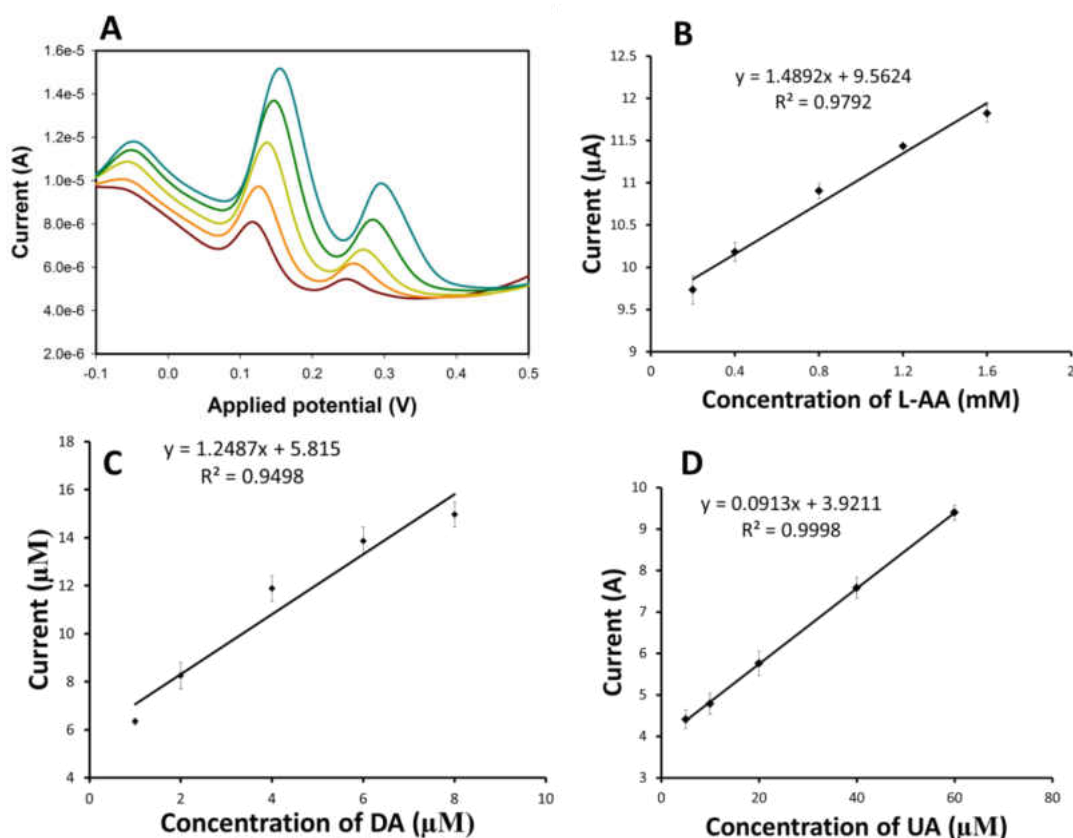 A
1.6e-5
1.4e-5
1.2e-5
1.0e-5
8.0e-6
6.0e-6
4.0e-6
2.0e-6
Current (A)
-0.1 0.0 0.1 0.2 0.3 0.4 0.5
Applied potential (V)
B
y = 1.4892x + 9.5624
R² = 0.9792
12.5
12
11.5
11
10.5
10
9.5
9
Current (µA)
0 0.4 0.8 1.2 1.6 2
Concentration of L-AA (mM)
C
y = 1.2487x + 5.815
R² = 0.9498
18
16
14
12
10
8
6
4
Current (µM)
0 2 4 6 8 10
Concentration of DA (µM)
D
y = 0.0913x + 3.9211
R² = 0.9998
10
9
8
7
6
5
4
3
Current (A)
0 20 40 60 80
Concentration of UA (µM)